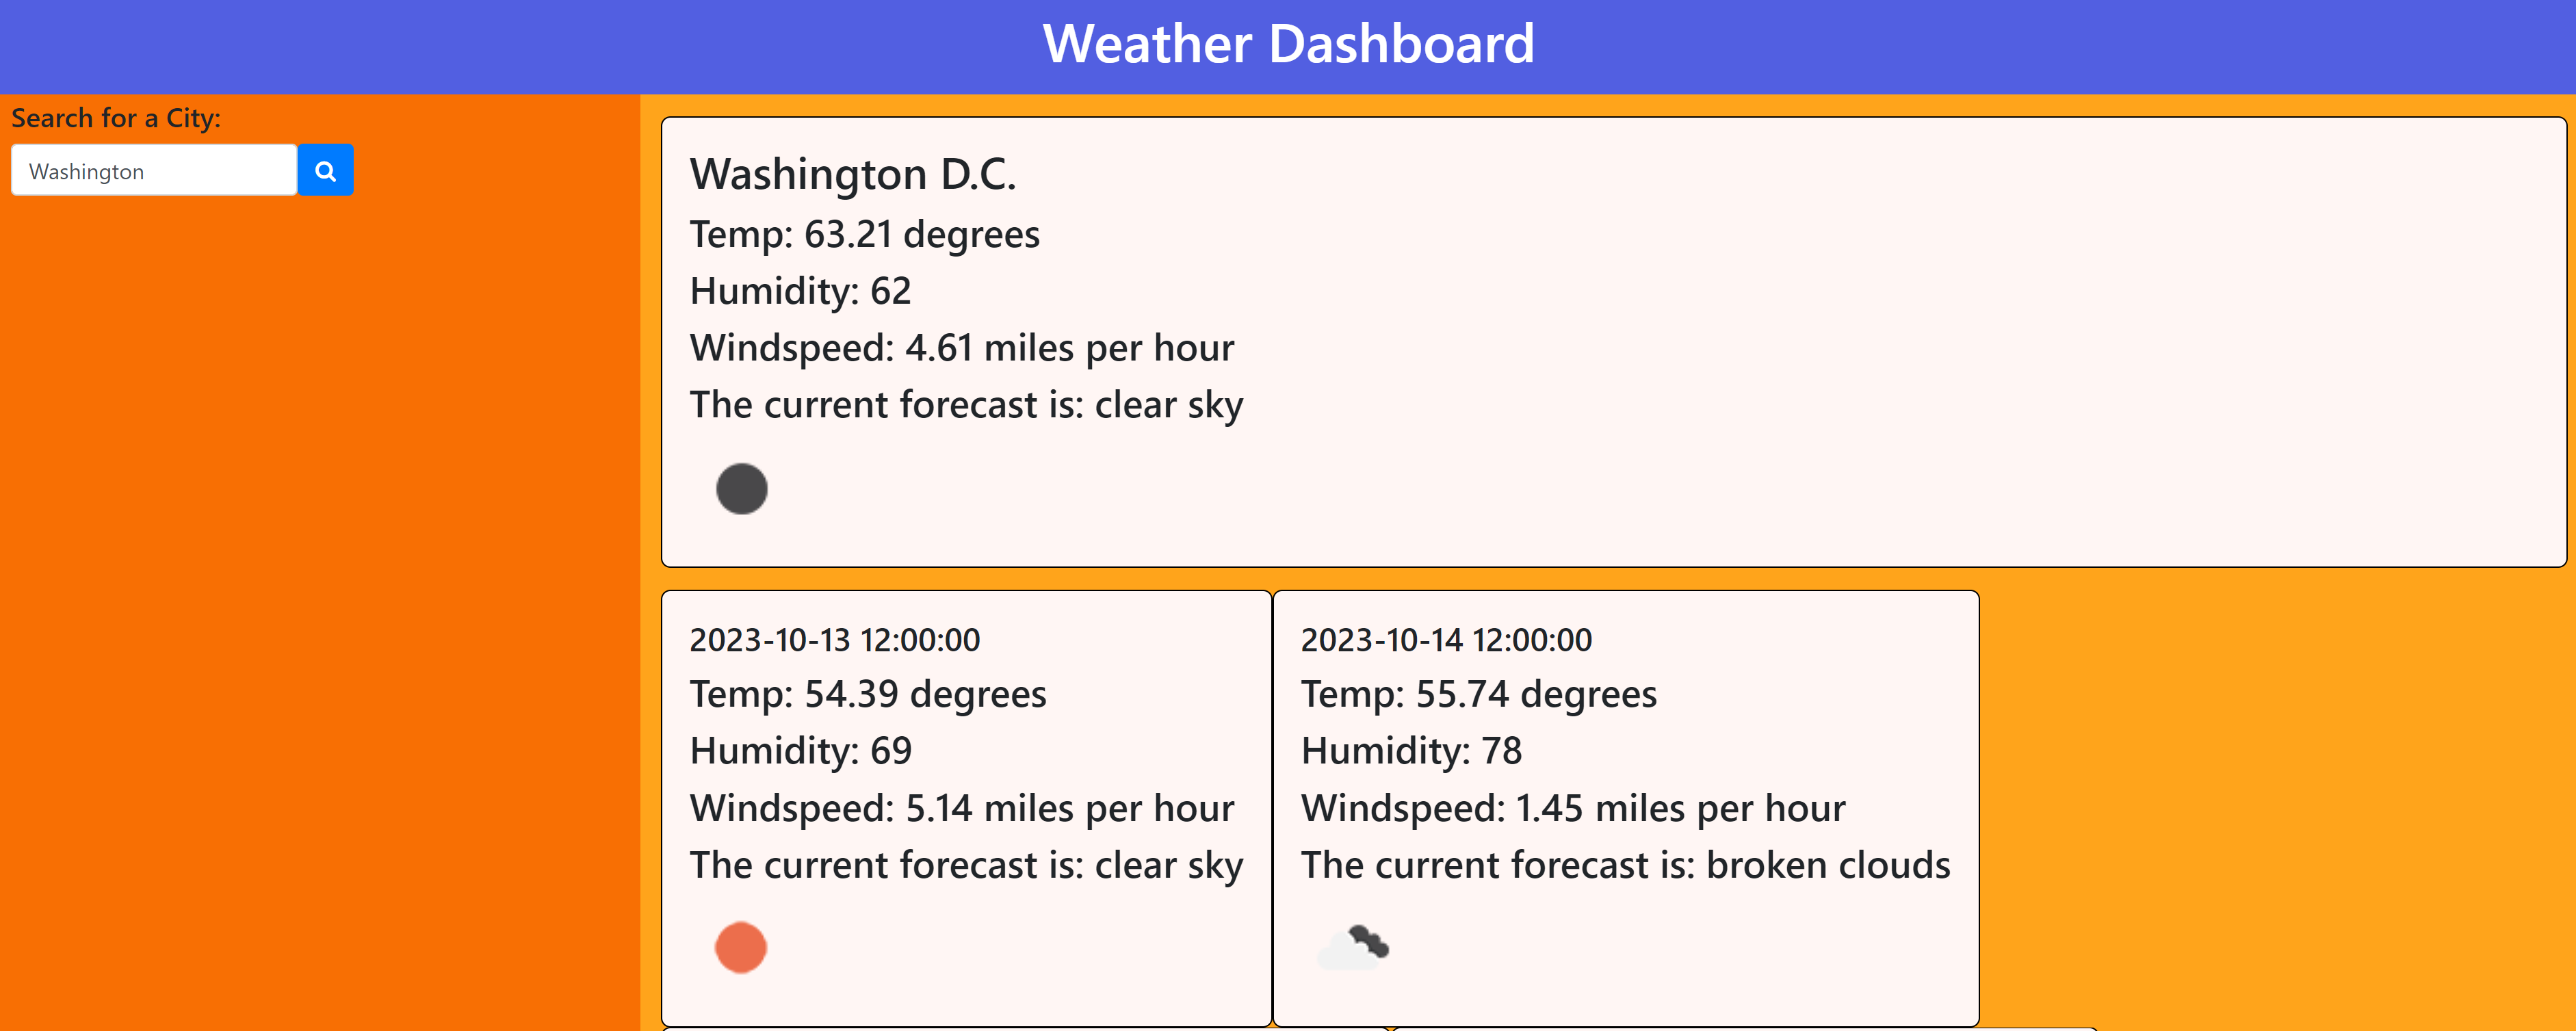 Weather Dashboard
Search for a City:
Washington
Washington D.C.
Temp: 63.21 degrees
Humidity: 62
Windspeed: 4.61 miles per hour
The current forecast is: clear sky
2023-10-13 12:00:00
Temp: 54.39 degrees
Humidity: 69
Windspeed: 5.14 miles per hour
The current forecast is: clear sky
2023-10-14 12:00:00
Temp: 55.74 degrees
Humidity: 78
Windspeed: 1.45 miles per hour
The current forecast is: broken clouds